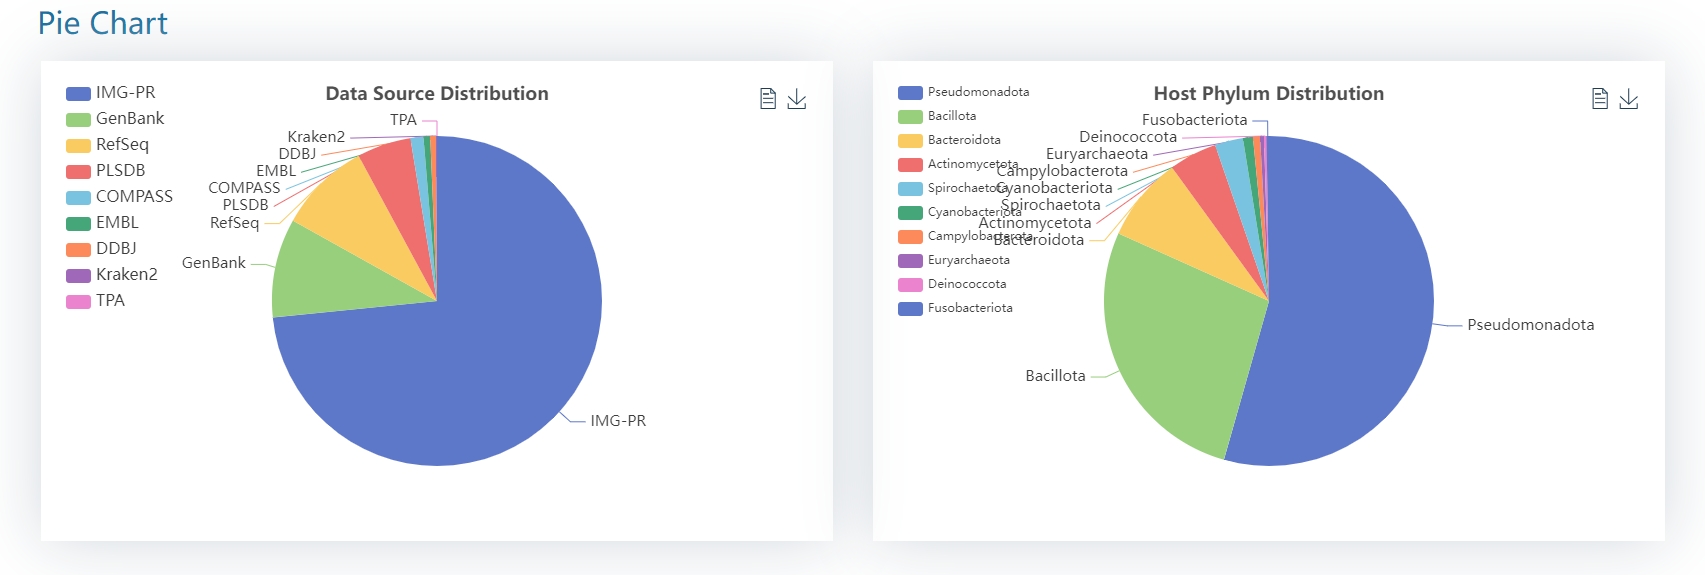 Pie Chart
Data Source Distribution
IMG-PR
GenBank
RefSeq
PLSDB
COMPASS
EMBL
DDBJ
Kraken2
TPA
TPA
Kraken2
DDBJ
EMBL
COMPASS
PLSDB
RefSeq
GenBank
IMG-PR
Host Phylum Distribution
Pseudomonadota
Bacillota
Bacteroidota
Actinomycetota
Spirochaetota
Cyanobacteriota
Campylobacterota
Euryarchaeota
Deinococcota
Fusobacteriota
Fusobacteriota
Deinococcota
Euryarchaeota
Campylobacterota
Cyanobacteriota
Spirochaetota
Actinomycetota
Bacteroidota
Bacillota
Pseudomonadota